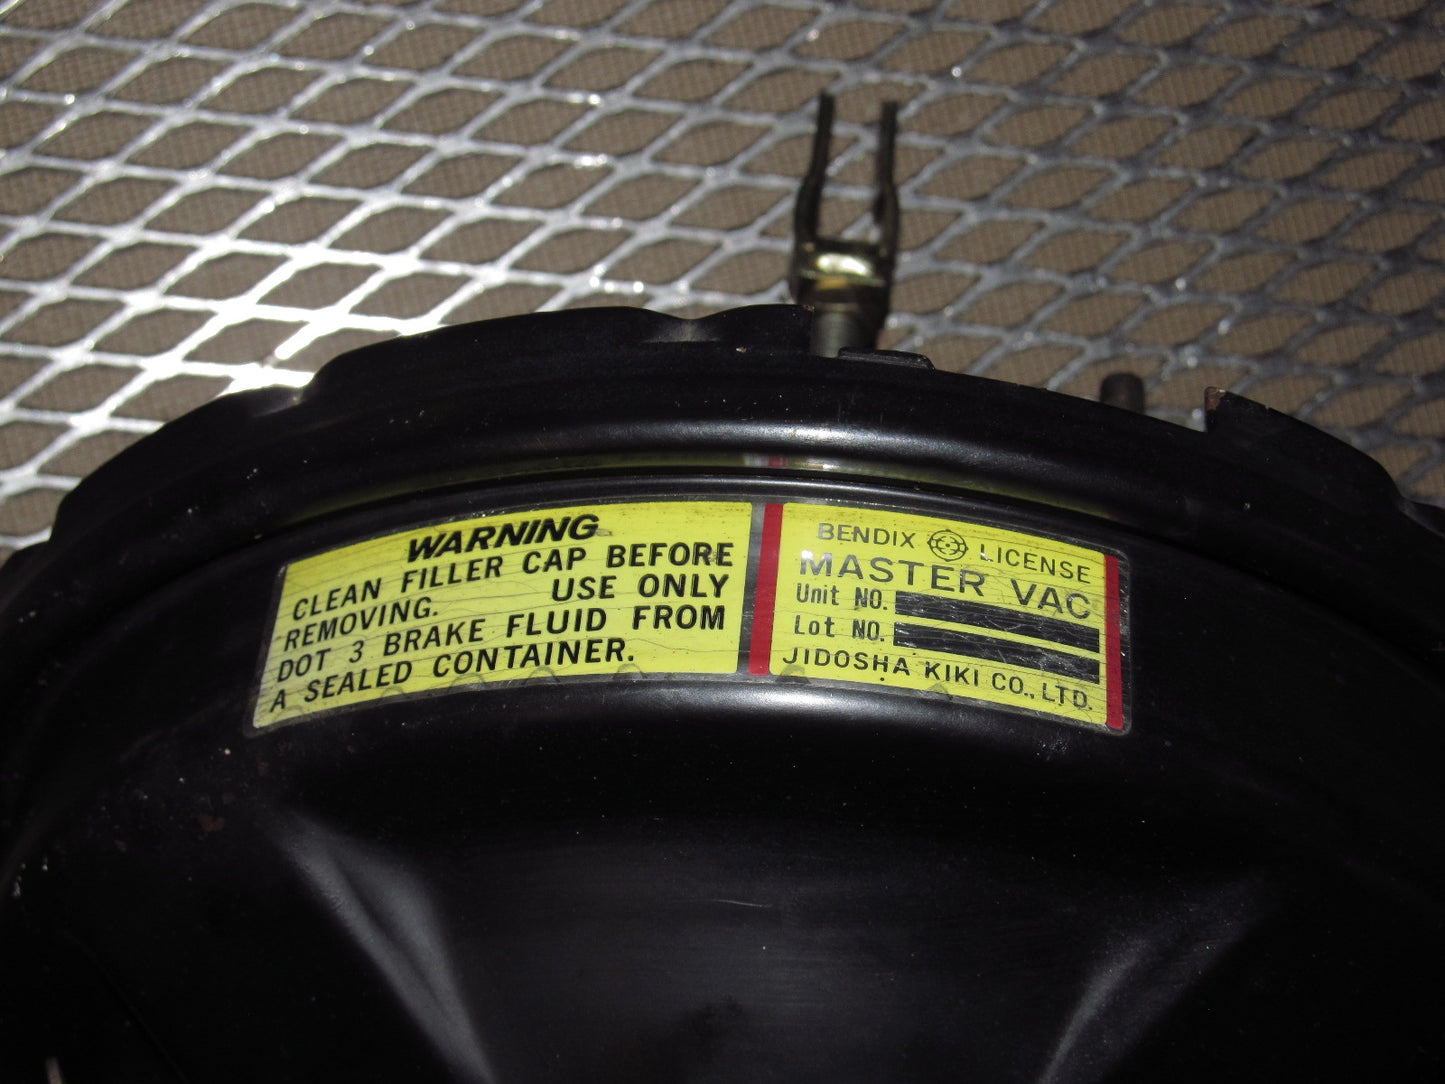 WARNING
CLEAN FILLER CAP BEFORE
REMOVING. USE ONLY
DOT 3 BRAKE FLUID FROM
A SEALED CONTAINER.
BENDIX LICENSE
MASTER VAC
Unit NO.
Lot NO.
JIDOSHA KIKI CO., LTD.